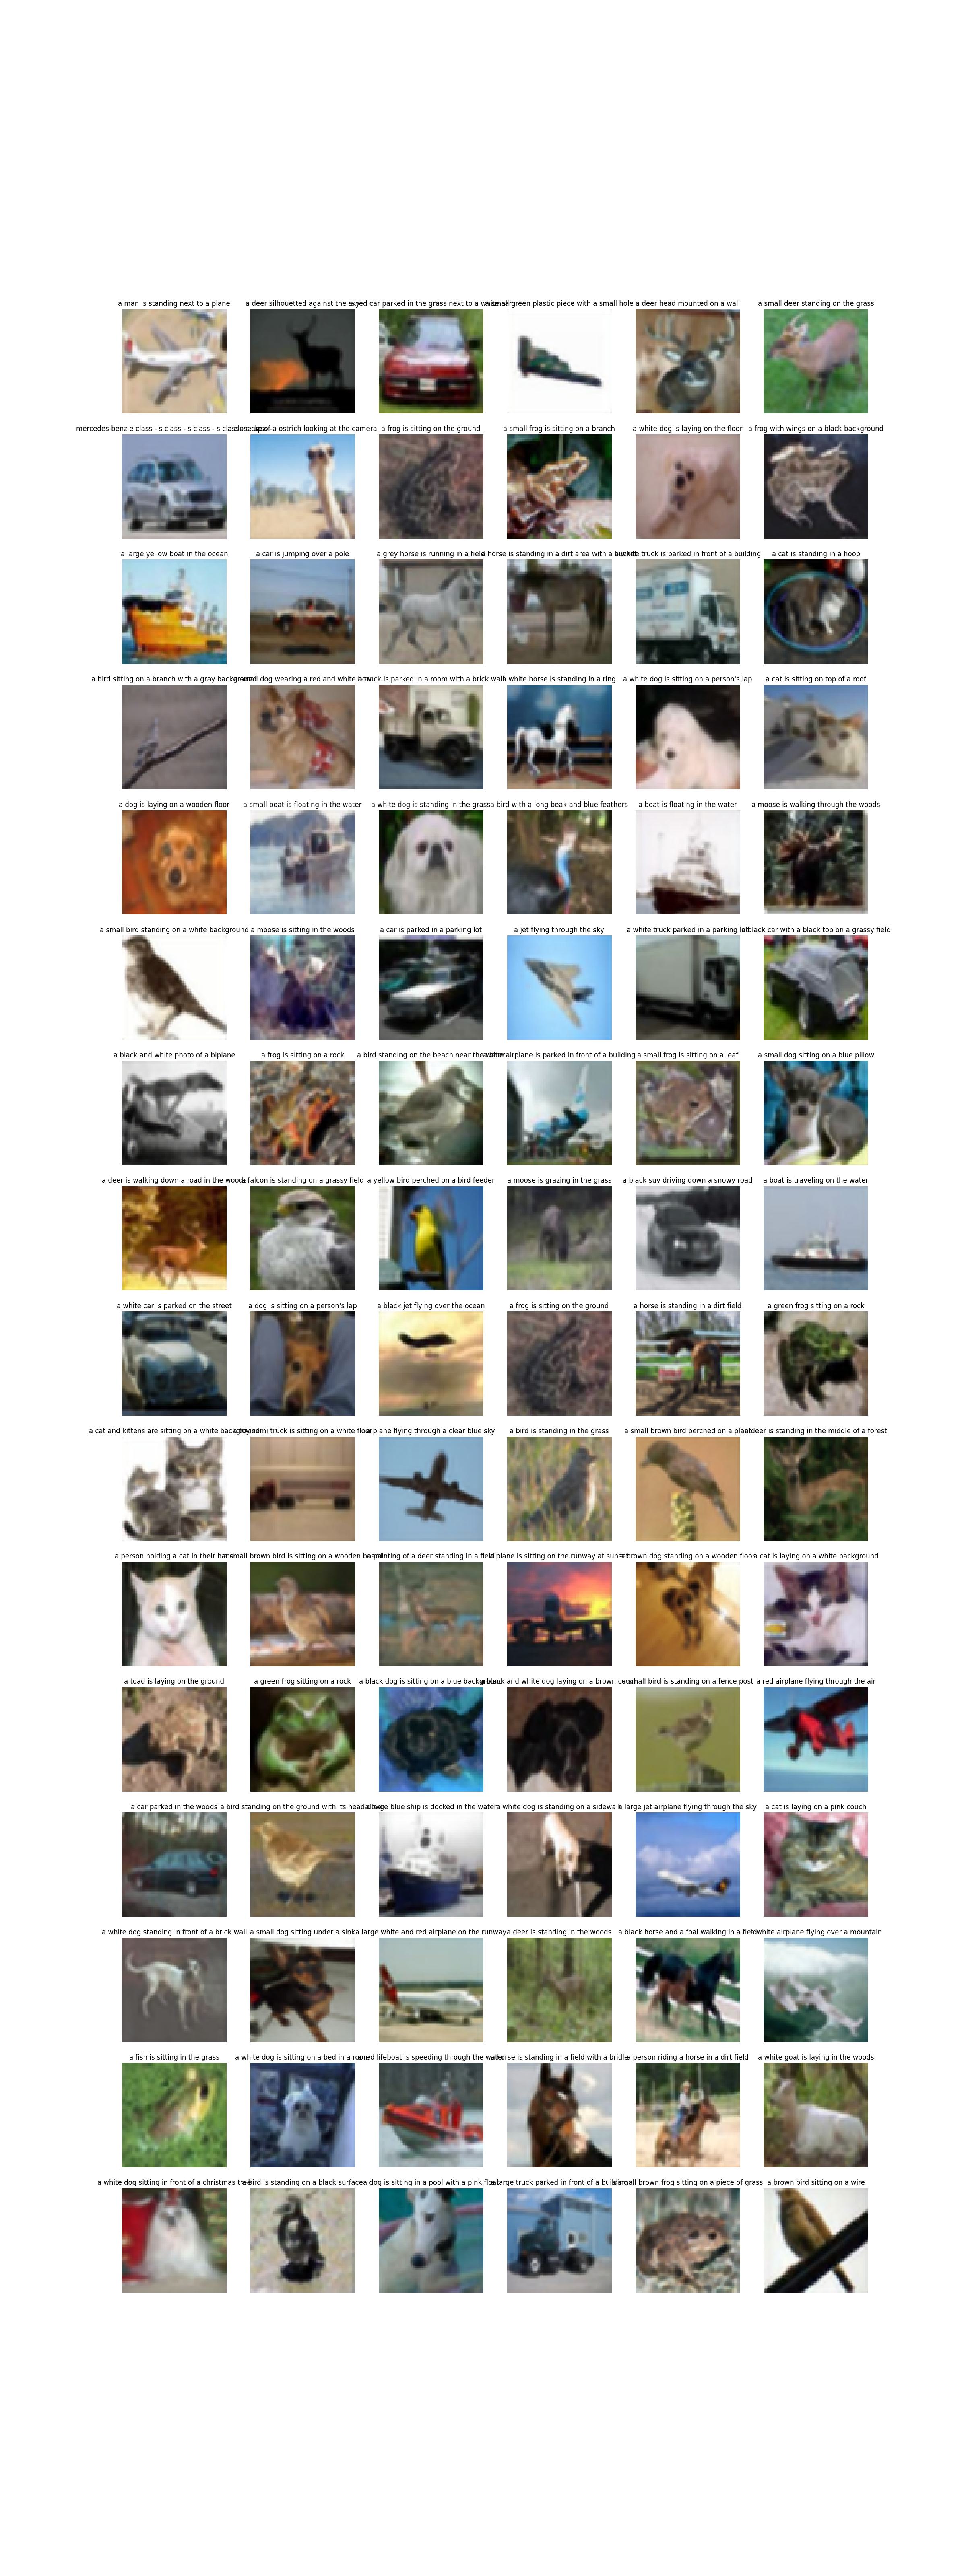 a man is standing next to a plane
a deer silhouetted against the sky
a red car parked in the grass next to a white car
a small green plastic piece with a small hole
a deer head mounted on a wall
a small deer standing on the grass
mercedes benz e class - s class - s class - s class - s class -
a ostrich looking at the camera
a frog is sitting on the ground
a small frog is sitting on a branch
a white dog is laying on the floor
a frog with wings on a black background
a large yellow boat in the ocean
a car is jumping over a pole
a grey horse is running in a field
a horse is standing in a dirt area with a bucket
a white truck is parked in front of a building
a cat is standing in a hoop
a bird sitting on a branch with a gray background
a small dog wearing a red and white
a truck is parked in a room with a brick wall
a white horse is standing in a ring
a white dog is sitting on a person's lap
a cat is sitting on top of a roof
a dog is laying on a wooden floor
a small boat is floating in the water
a white dog is standing in the grass
a bird with a long beak and blue feathers
a boat is floating in the water
a moose is walking through the woods
a small bird standing on a white background
a moose is sitting in the woods
a car is parked in a parking lot
a jet flying through the sky
a white truck parked in a parking lot
a black car with a black top on a grassy field
a black and white photo of a biplane
a frog is sitting on a rock
a bird standing on the beach near the water
airplane is parked in front of a building
a small frog is sitting on a leaf
a small dog sitting on a blue pillow
a deer is walking down a road in the woods
a falcon is standing on a grassy field
a yellow bird perched on a bird feeder
a moose is grazing in the grass
a black suv driving down a snowy road
a boat is traveling on the water
a white car is parked on the street
a dog is sitting on a person's lap
a black jet flying over the ocean
a frog is sitting on the ground
a horse is standing in a dirt field
a green frog sitting on a rock
a cat and kittens are sitting on a white background
a toy semi truck is sitting on a white floor
a plane flying through a clear blue sky
a bird is standing in the grass
a small brown bird perched on a plant
a deer is standing in the middle of a forest
a person holding a cat in their hand
a small brown bird is sitting on a wooden board
a painting of a deer standing in a field
a plane is sitting on the runway at sunset
a brown dog standing on a wooden floor
a cat is laying on a white background
a toad is laying on the ground
a green frog sitting on a rock
a black dog is sitting on a blue background
a black and white dog laying on a brown couch
a small bird is standing on a fence post
a red airplane flying through the air
a car parked in the woods
a bird standing on the ground with its head down
a large blue ship is docked in the water
a white dog is standing on a sidewalk
a large jet airplane flying through the sky
a cat is laying on a pink couch
a white dog standing in front of a brick wall
a small dog sitting under a sink
a large white and red airplane on the runway
a deer is standing in the woods
a black horse and a foal walking in a field
a white airplane flying over a mountain
a fish is sitting in the grass
a white dog is sitting on a bed in a room
a red lifeboat is speeding through the water
a horse is standing in a field with a bridle
a person riding a horse in a dirt field
a white goat is laying in the woods
a white dog sitting in front of a christmas tree
a bird is standing on a black surface
a dog is sitting in a pool with a pink float
a large truck parked in front of a building
a small brown frog sitting on a piece of grass
a brown bird sitting on a wire